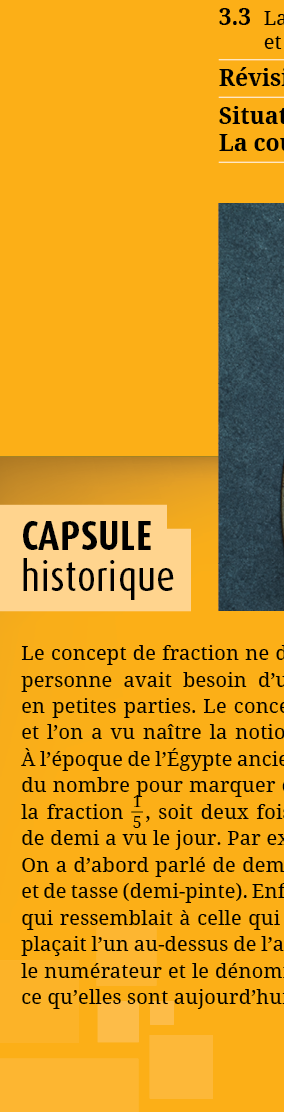 3.3 La
et
Révisi
Situat
La cou
CAPSULE
historique
Le concept de fraction ne d
personne avait besoin d’u
en petites parties. Le conce
et l’on a vu naître la notio
À l’époque de l’Égypte ancie
du nombre pour marquer
la fraction 1/5, soit deux fois
de demi a vu le jour. Par ex
On a d’abord parlé de dem
et de tasse (demi-pinte). Enf
qui ressemblait à celle qui
plaçait l’un au-dessus de l’a
le numérateur et le dénomi
ce qu’elles sont aujourd’hui